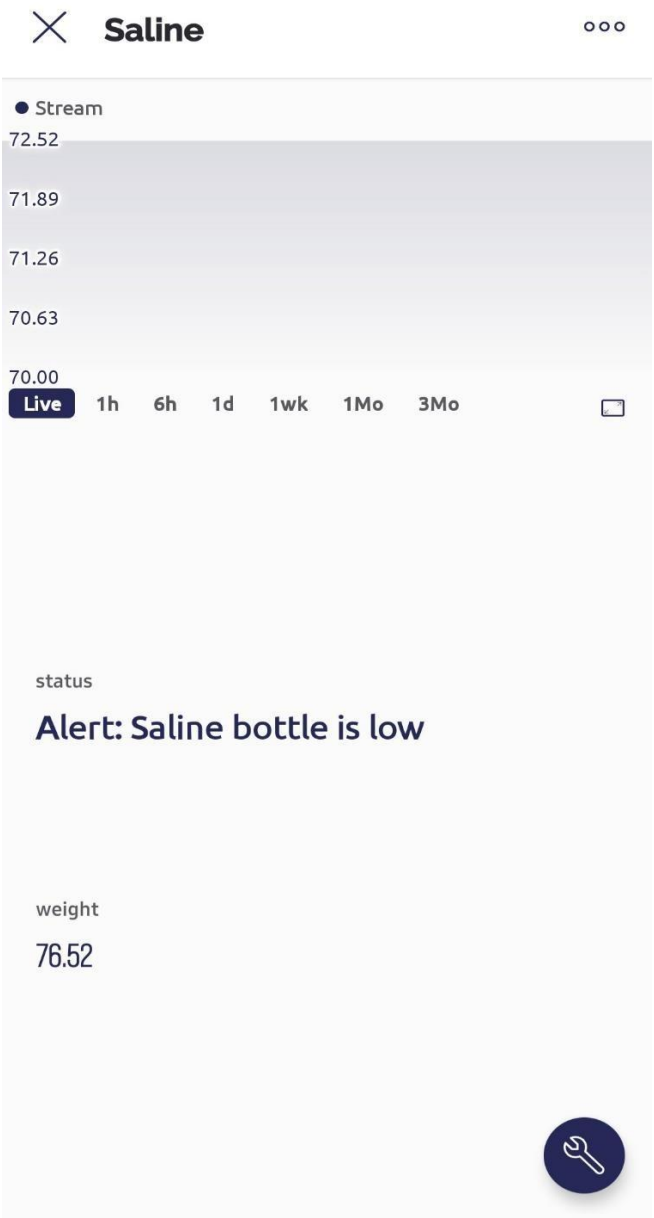 Saline
Stream
72.52
71.89
71.26
70.63
70.00
Live 1h 6h 1d 1wk 1Mo 3Mo
status
Alert: Saline bottle is low
weight
76.52